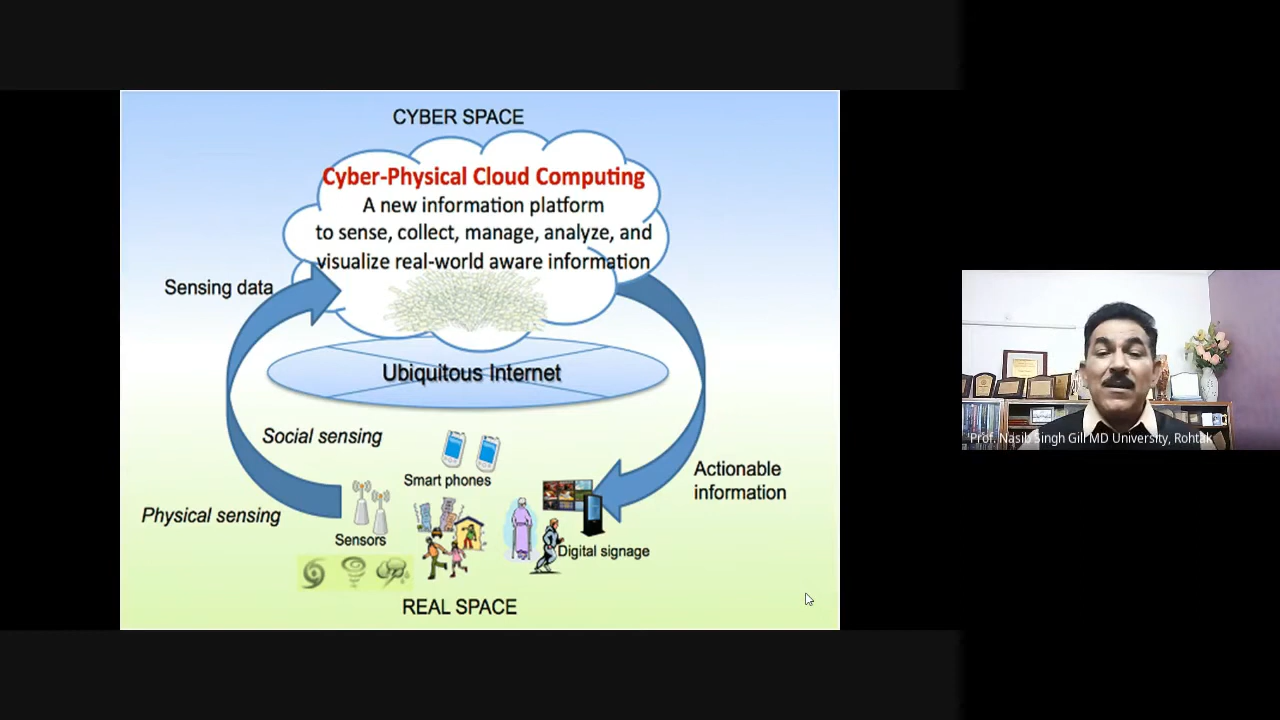 CYBER SPACE
Cyber-Physical Cloud Computing
A new information platform
to sense, collect, manage, analyze, and
visualize real-world aware information
Sensing data
Ubiquitous Internet
Social sensing
Smart phones
Actionable
information
Physical sensing
Sensors
Digital signage
REAL SPACE
'Prof. Nasib Singh Gill MD University, Rohtak